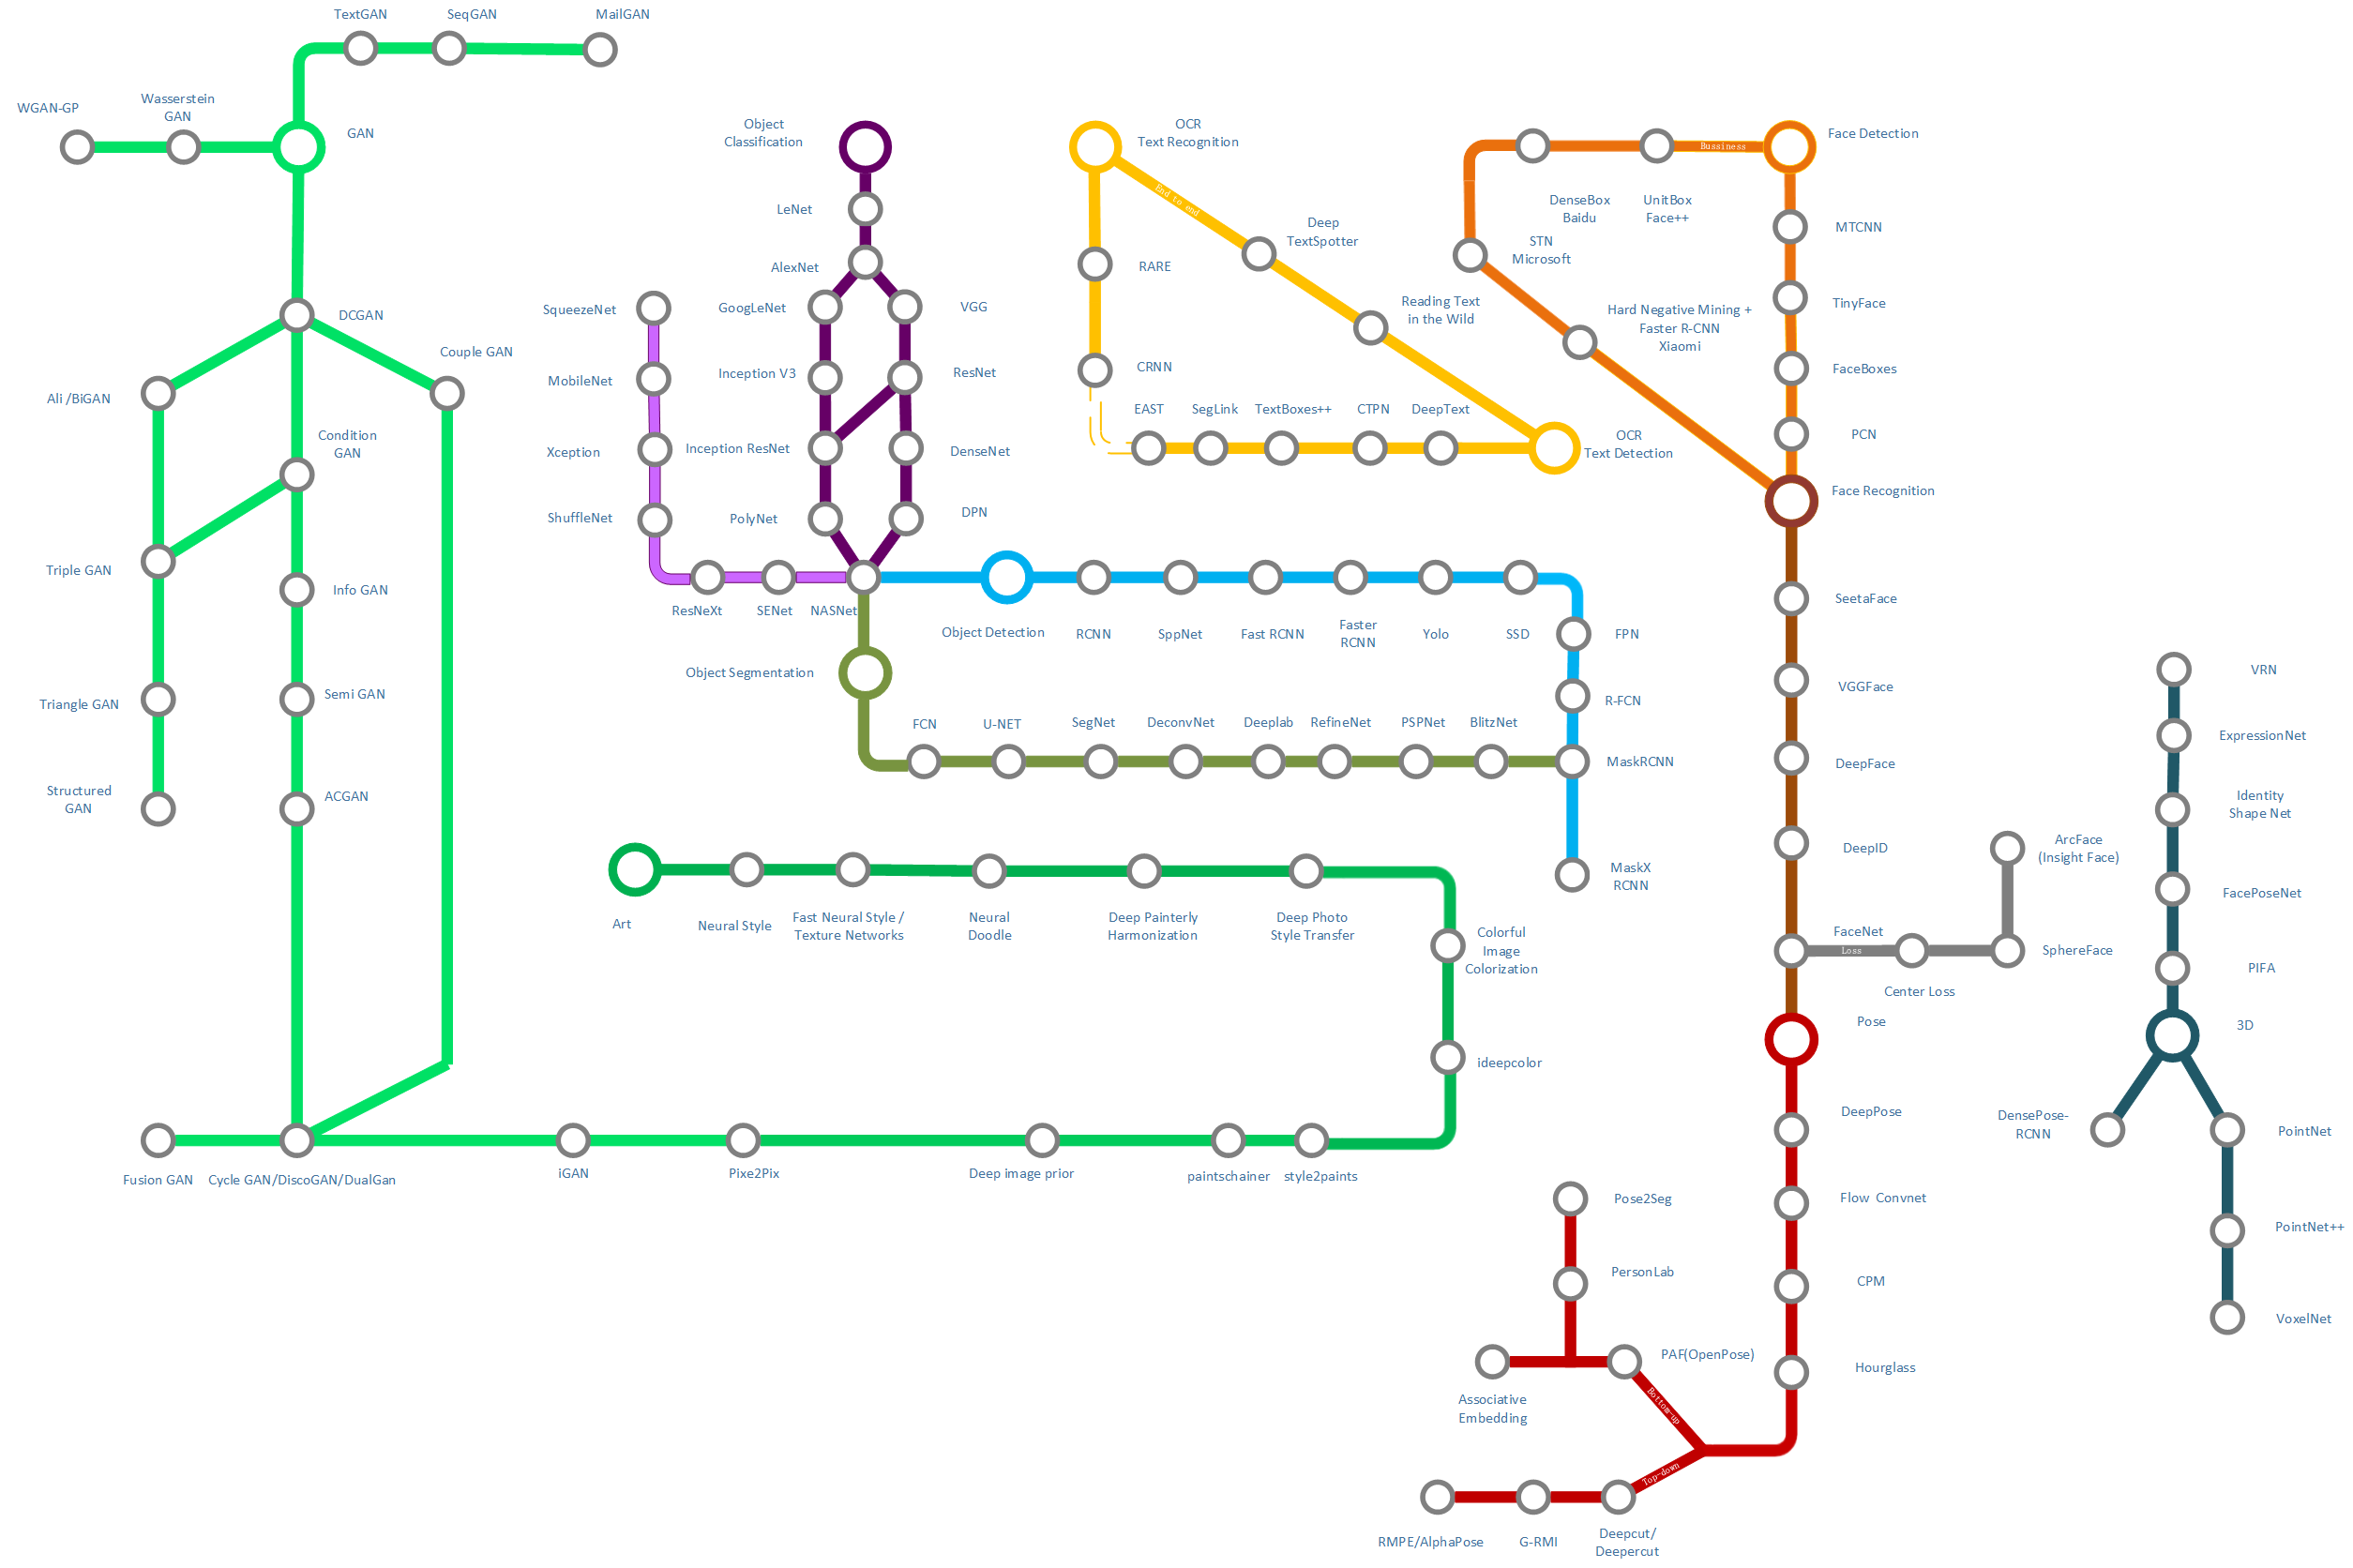 TextGAN
SeqGAN
MailGAN
WGAN-GP
Wasserstein
GAN
GAN
DCGAN
Couple GAN
Ali /BiGAN
Condition
GAN
Triple GAN
Info GAN
Triangle GAN
Semi GAN
Structured
GAN
ACGAN
Fusion GAN
Cycle GAN/DiscoGAN/DualGan
iGAN
Pixe2Pix
Deep image prior
paintschainer
style2paints
Object
Classification
LeNet
AlexNet
SqueezeNet
GoogLeNet
VGG
MobileNet
Inception V3
ResNet
Xception
Inception ResNet
DenseNet
ShuffleNet
PolyNet
DPN
ResNeXt
SENet
NASNet
Object Detection
RCNN
SppNet
Fast RCNN
Faster
RCNN
Yolo
SSD
FPN
R-FCN
Object Segmentation
FCN
U-NET
SegNet
DeconvNet
Deeplab
RefineNet
PSPNet
BlitzNet
MaskRCNN
MaskX
RCNN
Art
Neural Style
Fast Neural Style /
Texture Networks
Neural
Doodle
Deep Painterly
Harmonization
Deep Photo
Style Transfer
Colorful
Image
Colorization
ideepcolor
OCR
Text Recognition
End to end
Deep
TextSpotter
RARE
Reading Text
in the Wild
CRNN
EAST
SegLink
TextBoxes++
CTPN
DeepText
OCR
Text Detection
Bussiness
Face Detection
DenseBox
Baidu
UnitBox
Face++
STN
Microsoft
Hard Negative Mining +
Faster R-CNN
Xiaomi
MTCNN
TinyFace
FaceBoxes
PCN
Face Recognition
SeetaFace
VGGFace
DeepFace
DeepID
FaceNet
Loss
Center Loss
SphereFace
ArcFace
(Insight Face)
Pose
DeepPose
Flow Convnet
CPM
Hourglass
Pose2Seg
PersonLab
PAF(OpenPose)
Associative
Embedding
Bottom-up
Top-down
RMPE/AlphaPose
G-RMI
Deepcut/
Deepercut
VRN
ExpressionNet
Identity
Shape Net
FacePoseNet
PIFA
3D
DensePose-
RCNN
PointNet
PointNet++
VoxelNet